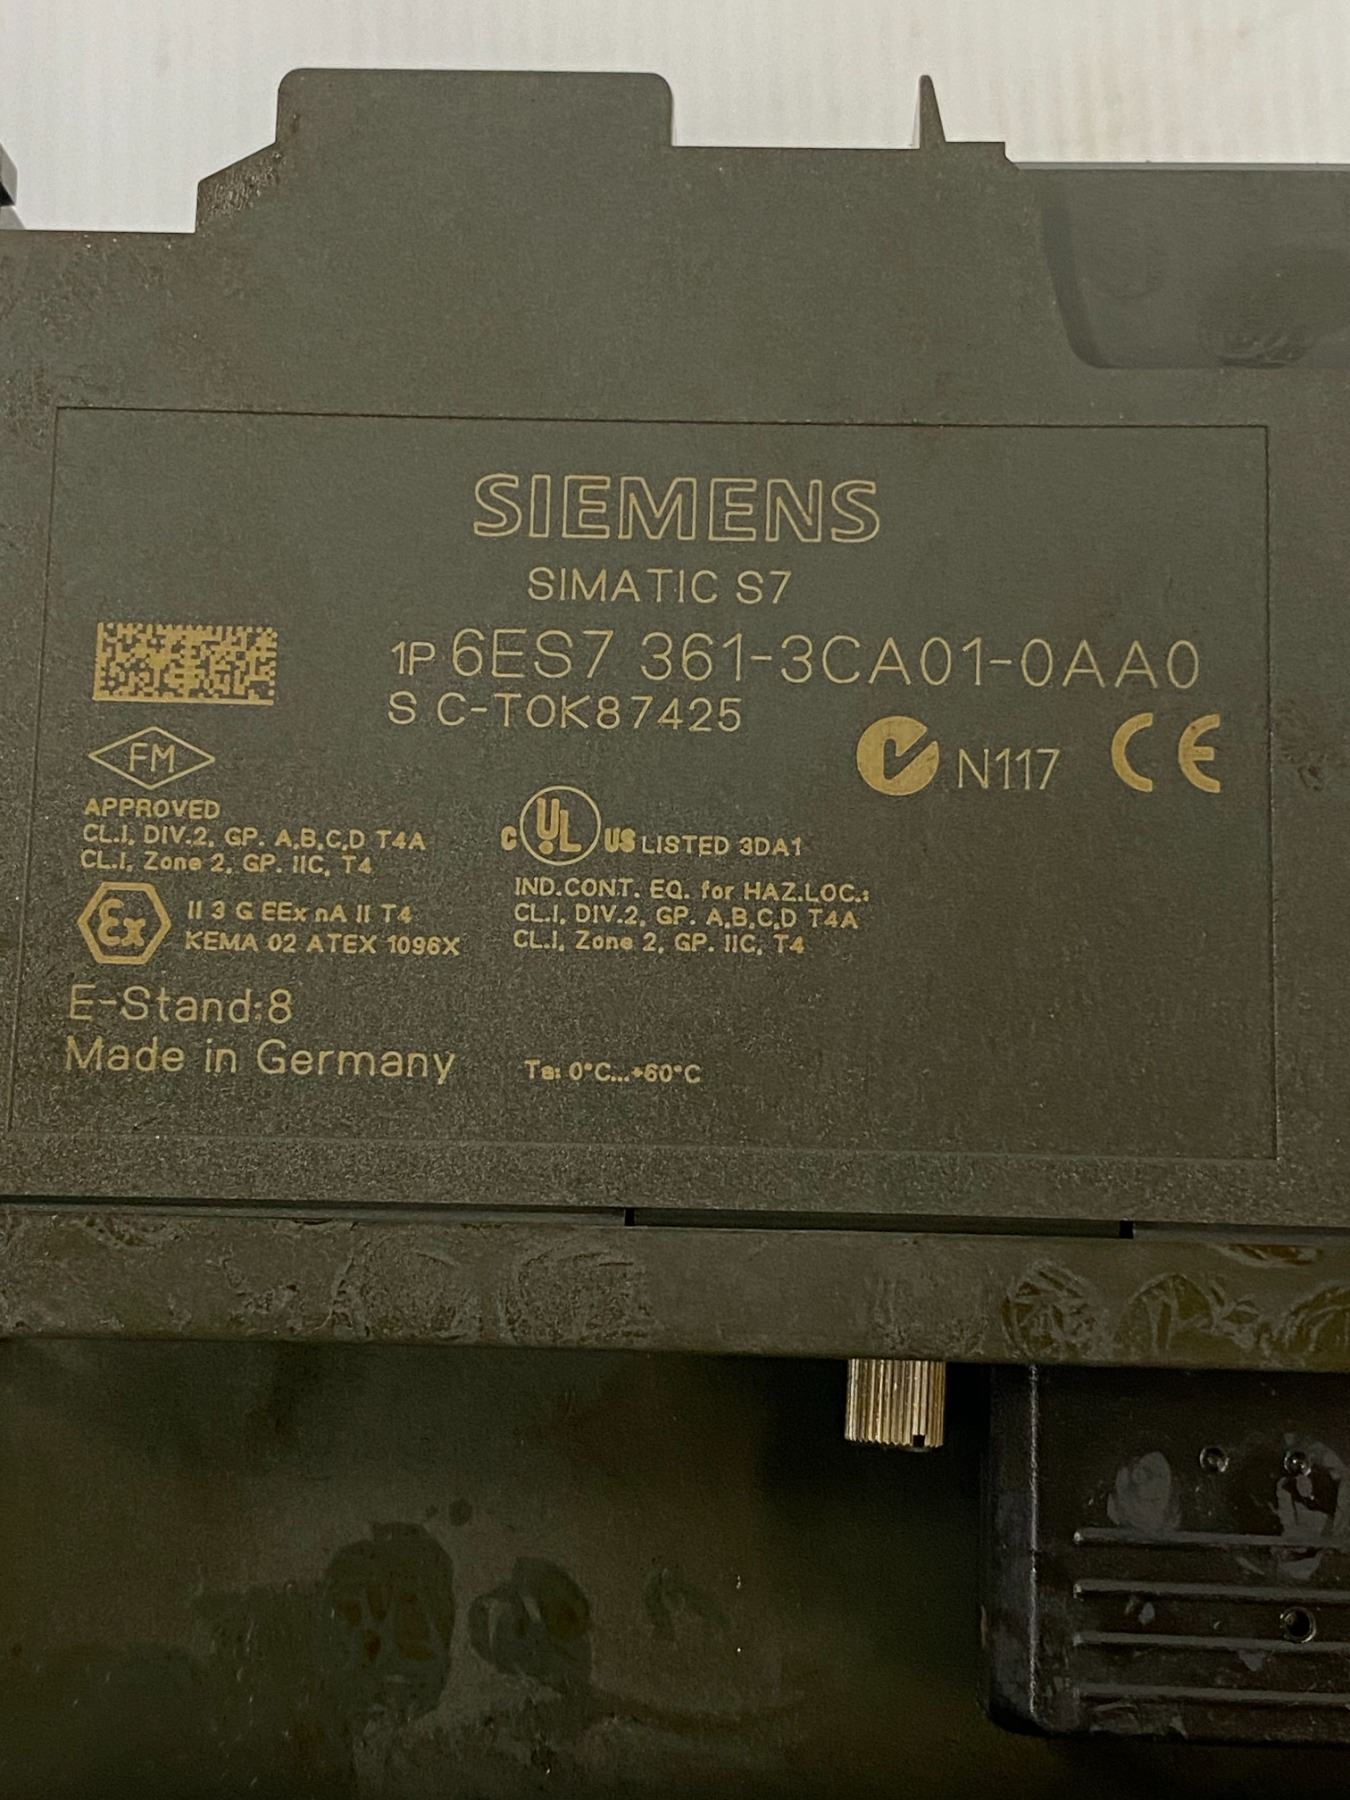 SIEMENS
SIMATIC S7
1P 6ES7 361-3CA01-0AA0
S C-T0K87425
N117 CE
FM
APPROVED
CL.I, DIV.2, GP. A,B,C,D T4A
CL.I, Zone 2, GP. IIC, T4
C UL US LISTED 3DA1
IND.CONT. EQ. for HAZ.LOC.:
CL.I, DIV.2, GP. A,B,C,D T4A
CL.I, Zone 2, GP. IIC, T4
Ex II 3 G EEx nA II T4
KEMA 02 ATEX 1096X
E-Stand:8
Made in Germany
Ta: 0°C...+60°C